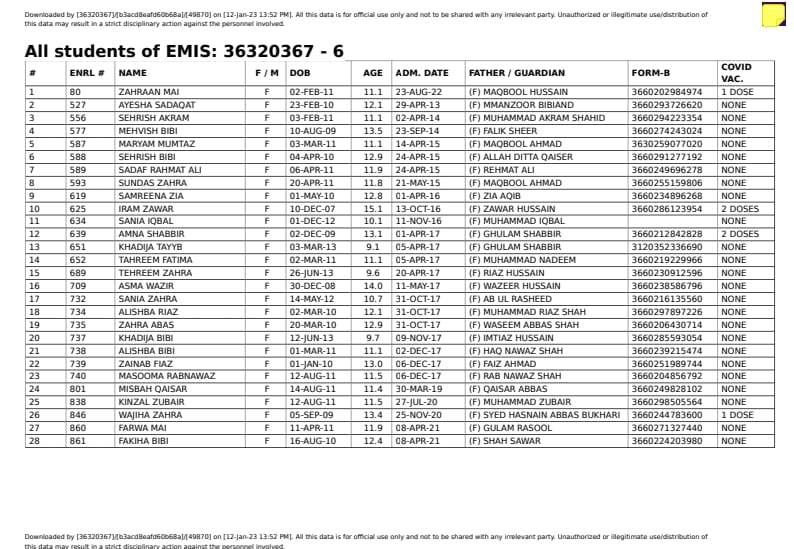 Downloaded by [36320367]/[b3acd8eafd60b68a]/[49870] on [12-Jan-23 13:52 PM]. All this data is for official use only and not to be shared with any irrelevant party. Unauthorized or illegitimate use/distribution of
this data may result in a strict disciplinary action against the personnel involved.
All students of EMIS: 36320367 - 6
# ENRL # NAME F / M DOB AGE ADM. DATE FATHER / GUARDIAN FORM-B COVID VAC.
1 80 ZAHRAAN MAI F 02-FEB-11 11.1 23-AUG-22 (F) MAQBOOL HUSSAIN 3660202984974 1 DOSE
2 527 AYESHA SADAQAT F 23-FEB-10 12.1 29-APR-13 (F) MMANZOOR BIBIAND 3660293726620 NONE
3 556 SEHRISH AKRAM F 03-FEB-11 11.1 02-APR-14 (F) MUHAMMAD AKRAM SHAHID 3660294223354 NONE
4 577 MEHVISH BIBI F 10-AUG-09 13.5 23-SEP-14 (F) FALIK SHEER 3660274243024 NONE
5 587 MARYAM MUMTAZ F 03-MAR-11 11.1 14-APR-15 (F) MAQBOOL AHMAD 3630259077020 NONE
6 588 SEHRISH BIBI F 04-APR-10 12.9 24-APR-15 (F) ALLAH DITTA QAISER 3660291277192 NONE
7 589 SADAF RAHMAT ALI F 06-APR-11 11.9 24-APR-15 (F) REHMAT ALI 3660249696278 NONE
8 593 SUNDAS ZAHRA F 20-APR-11 11.8 21-MAY-15 (F) MAQBOOL AHMAD 3660255159806 NONE
9 619 SAMREENA ZIA F 01-MAY-10 12.8 01-APR-16 (F) ZIA AQIB 3660234896268 NONE
10 625 IRAM ZAWAR F 10-DEC-07 15.1 13-OCT-16 (F) ZAWAR HUSSAIN 3660286123954 2 DOSES
11 634 SANIA IQBAL F 01-DEC-12 10.1 11-NOV-16 (F) MUHAMMAD IQBAL NONE
12 639 AMNA SHABBIR F 02-DEC-09 13.1 01-APR-17 (F) GHULAM SHABBIR 3660212842828 2 DOSES
13 651 KHADIJA TAYYB F 03-MAR-13 9.1 05-APR-17 (F) GHULAM SHABBIR 3120352336690 NONE
14 652 TAHREEM FATIMA F 02-MAR-11 11.1 05-APR-17 (F) MUHAMMAD NADEEM 3660219229966 NONE
15 689 TEHREEM ZAHRA F 26-JUN-13 9.6 20-APR-17 (F) RIAZ HUSSAIN 3660230912596 NONE
16 709 ASMA WAZIR F 30-DEC-08 14.0 11-MAY-17 (F) WAZEER HUSSAIN 3660238586796 NONE
17 732 SANIA ZAHRA F 14-MAY-12 10.7 31-OCT-17 (F) AB UL RASHEED 3660216135560 NONE
18 734 ALISHBA RIAZ F 02-MAR-10 12.1 31-OCT-17 (F) MUHAMMAD RIAZ SHAH 3660297897226 NONE
19 735 ZAHRA ABAS F 20-MAR-10 12.9 31-OCT-17 (F) WASEEM ABBAS SHAH 3660206430714 NONE
20 737 KHADIJA BIBI F 12-JUN-13 9.7 09-NOV-17 (F) IMTIAZ HUSSAIN 3660285593054 NONE
21 738 ALISHBA BIBI F 01-MAR-11 11.1 02-DEC-17 (F) HAQ NAWAZ SHAH 3660239215474 NONE
22 739 ZAINAB FIAZ F 01-JAN-10 13.0 06-DEC-17 (F) FAIZ AHMAD 3660251989744 NONE
23 740 MASOOMA RABNAWAZ F 12-AUG-11 11.5 06-DEC-17 (F) RAB NAWAZ SHAH 3660204856792 NONE
24 801 MISBAH QAISAR F 14-AUG-11 11.4 30-MAR-19 (F) QAISAR ABBAS 3660249828102 NONE
25 838 KINZAL ZUBAIR F 12-AUG-11 11.5 27-JUL-20 (F) MUHAMMAD ZUBAIR 3660298505564 NONE
26 846 WAJIHA ZAHRA F 05-SEP-09 13.4 25-NOV-20 (F) SYED HASNAIN ABBAS BUKHARI 3660244783600 1 DOSE
27 860 FARWA MAI F 11-APR-11 11.9 08-APR-21 (F) GULAM RASOOL 3660271327440 NONE
28 861 FAKIHA BIBI F 16-AUG-10 12.4 08-APR-21 (F) SHAH SAWAR 3660224203980 NONE
Downloaded by [36320367]/[b3acd8eafd60b68a]/[49870] on [12-Jan-23 13:52 PM]. All this data is for official use only and not to be shared with any irrelevant party. Unauthorized or illegitimate use/distribution of
this data may result in a strict disciplinary action against the personnel involved.